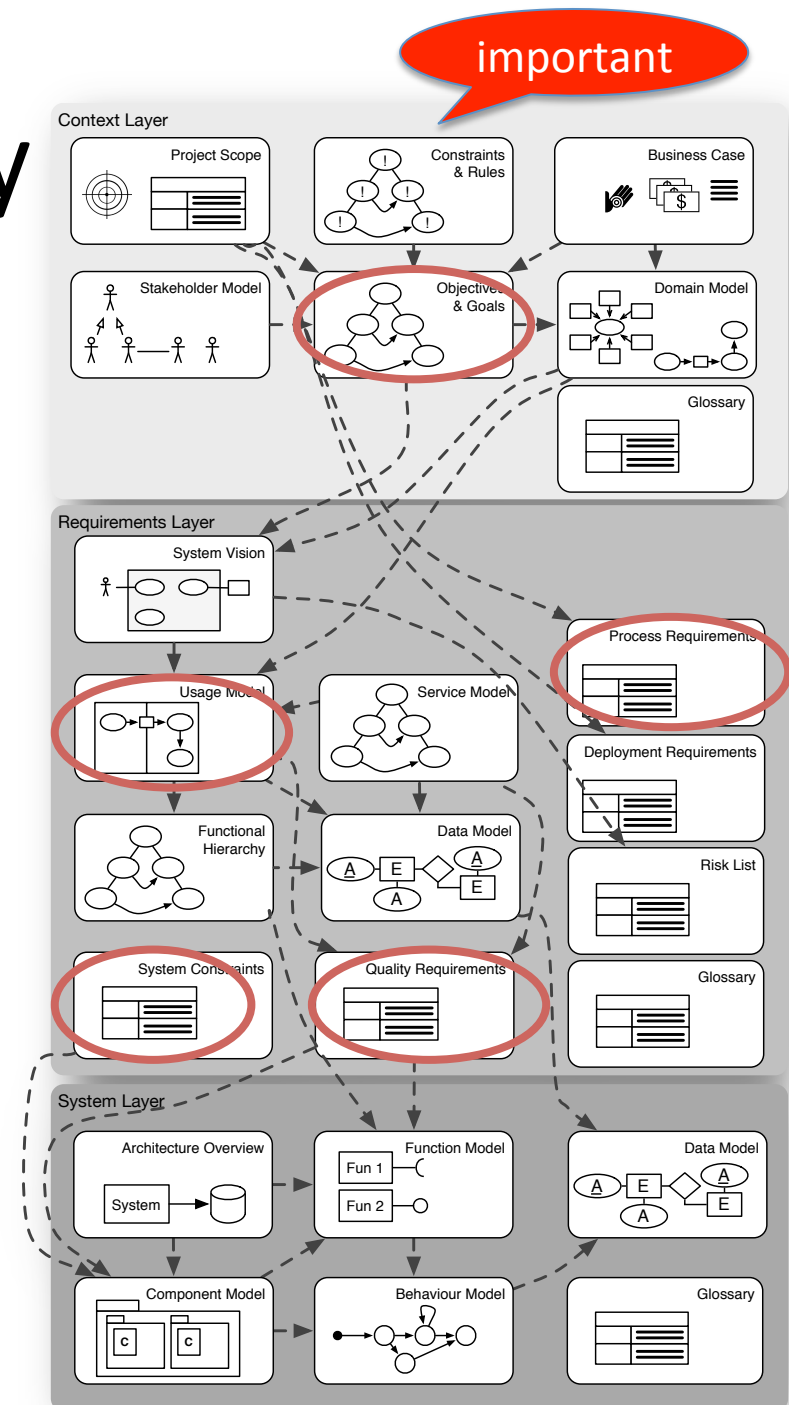 important
y
Context Layer
Project Scope
Constraints
& Rules
!
!
!
!
!
Business Case
$
Stakeholder Model
Objectives
& Goals
Domain Model
Glossary
Requirements Layer
System Vision
Process Requirements
Usage Model
Service Model
Deployment Requirements
Functional
Hierarchy
Data Model
A
E
A
A
E
Risk List
System Constraints
Quality Requirements
Glossary
System Layer
Architecture Overview
System
Function Model
Fun 1
Fun 2
Data Model
A
E
A
A
E
Component Model
C
C
Behaviour Model
Glossary